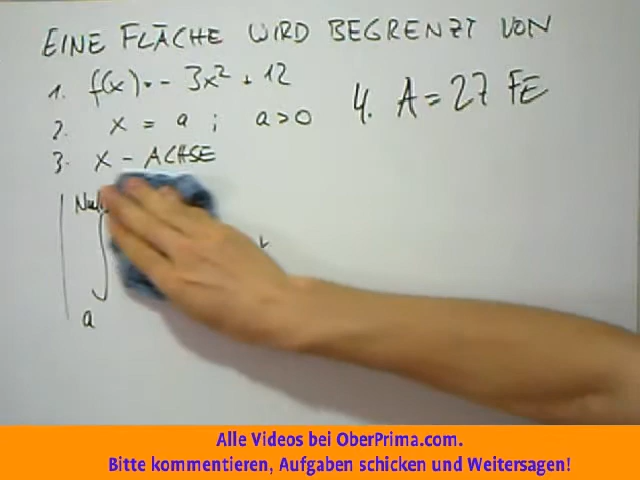 EINE FLÄCHE WIRD BEGRENZT VON
1. f(x) = - 3x² + 12
2. x = a ; a>0
3. X - ACHSE
4. A = 27 FE
∫
a
Alle Videos bei OberPrima.com.
Bitte kommentieren, Aufgaben schicken und Weitersagen!